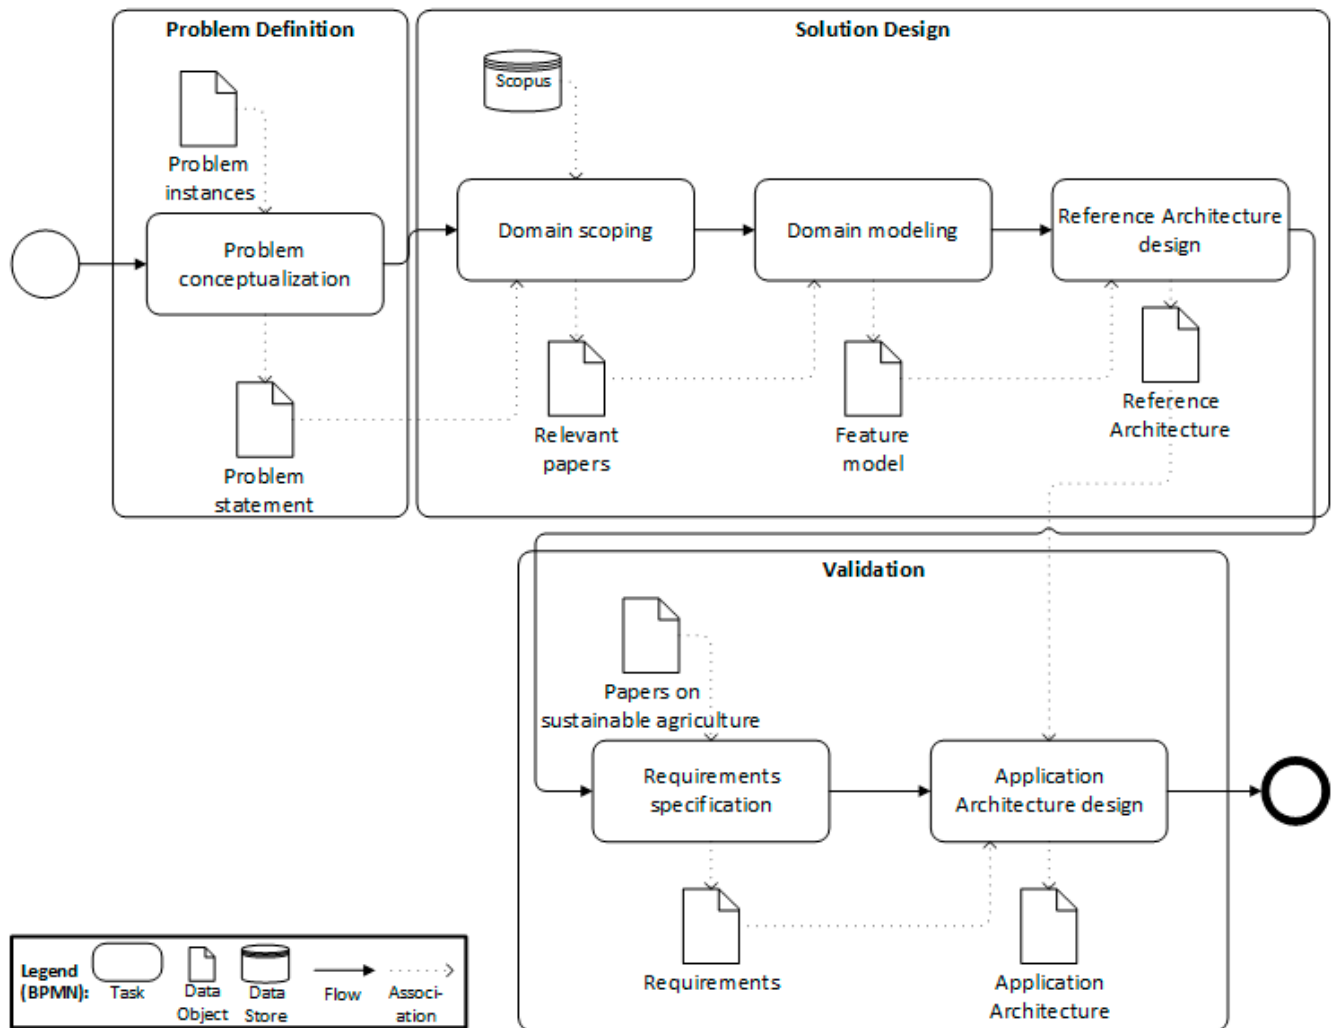 Problem Definition
Problem
instances
Problem
conceptualization
Problem
statement
Solution Design
Scopus
Domain scoping
Domain modeling
Reference Architecture
design
Relevant
papers
Feature
model
Reference
Architecture
Validation
Papers on
sustainable agriculture
Requirements
specification
Application
Architecture design
Requirements
Application
Architecture
Legend
(BPMN):
Task
Data
Object
Data
Store
Flow
Associ-
ation